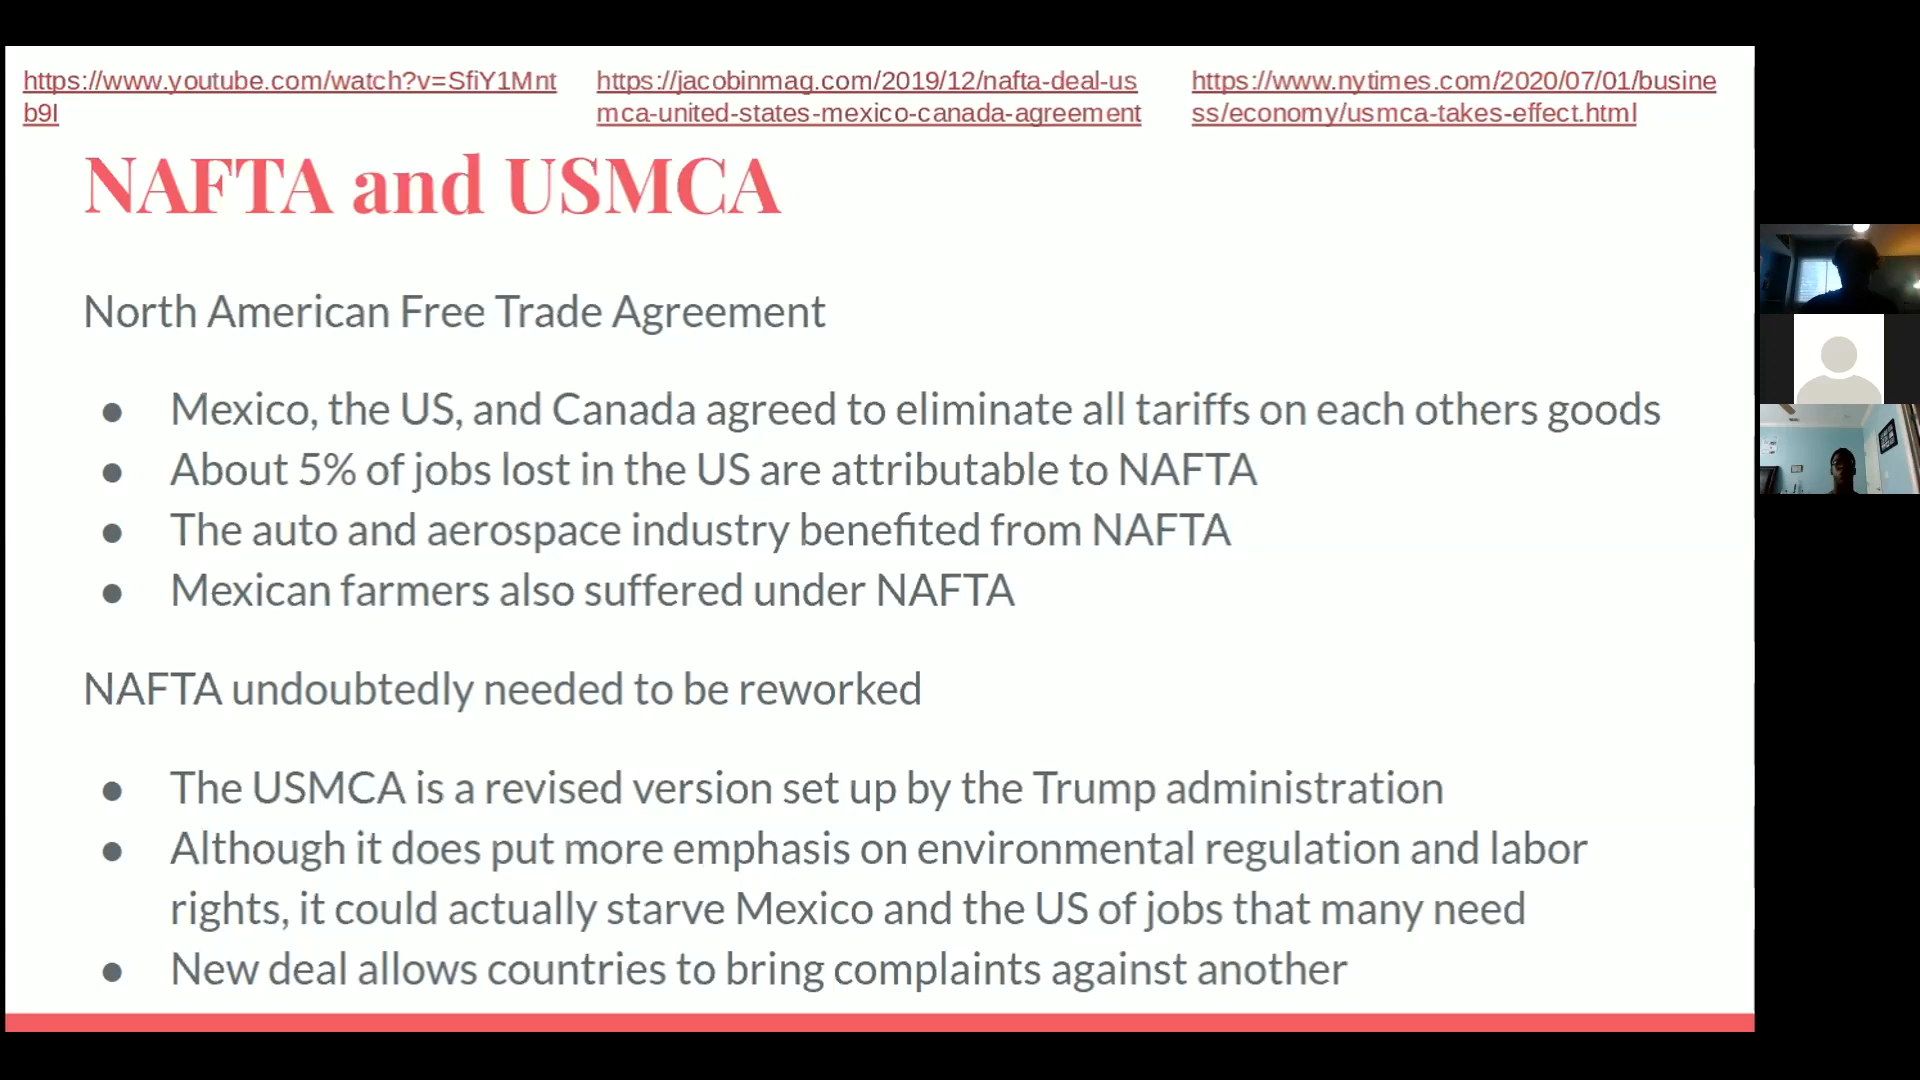 https://www.youtube.com/watch?v=SfiY1Mnt
b9I
https://jacobinmag.com/2019/12/nafta-deal-us
mca-united-states-mexico-canada-agreement
https://www.nytimes.com/2020/07/01/busine
ss/economy/usmca-takes-effect.html
NAFTA and USMCA
North American Free Trade Agreement
● Mexico, the US, and Canada agreed to eliminate all tariffs on each others goods
● About 5% of jobs lost in the US are attributable to NAFTA
● The auto and aerospace industry benefited from NAFTA
● Mexican farmers also suffered under NAFTA
NAFTA undoubtedly needed to be reworked
● The USMCA is a revised version set up by the Trump administration
● Although it does put more emphasis on environmental regulation and labor
rights, it could actually starve Mexico and the US of jobs that many need
● New deal allows countries to bring complaints against another